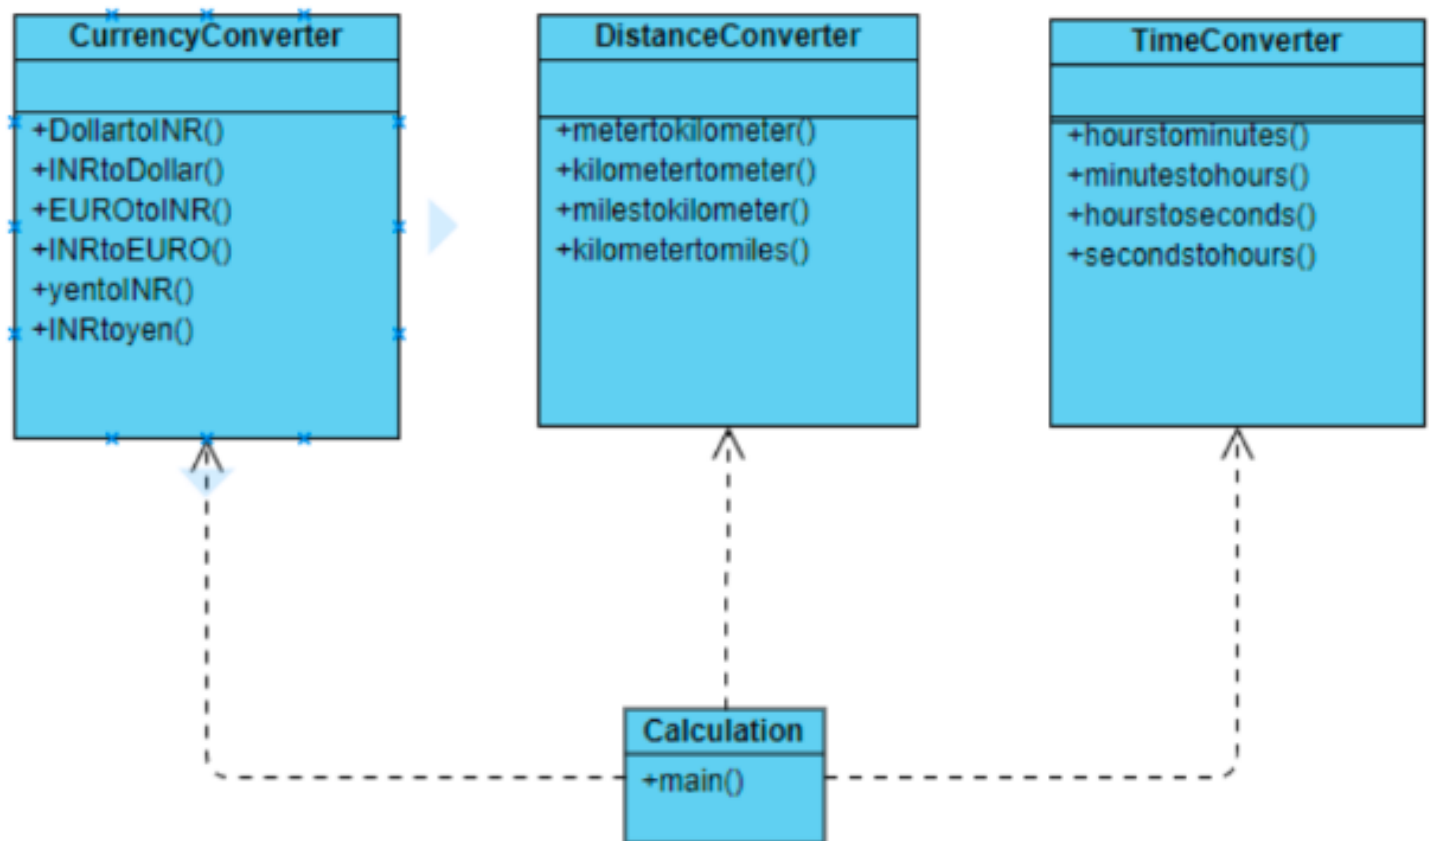 CurrencyConverter
+DollartoINR()
+INRtoDollar()
+EUROtoINR()
+INRtoEURO()
+yentoINR()
+INRtoyen()
DistanceConverter
+metertokilometer()
+kilometertometer()
+milestokilometer()
+kilometertomiles()
TimeConverter
+hourstominutes()
+minutestohours()
+hourstoseconds()
+secondstohours()
Calculation
+main()